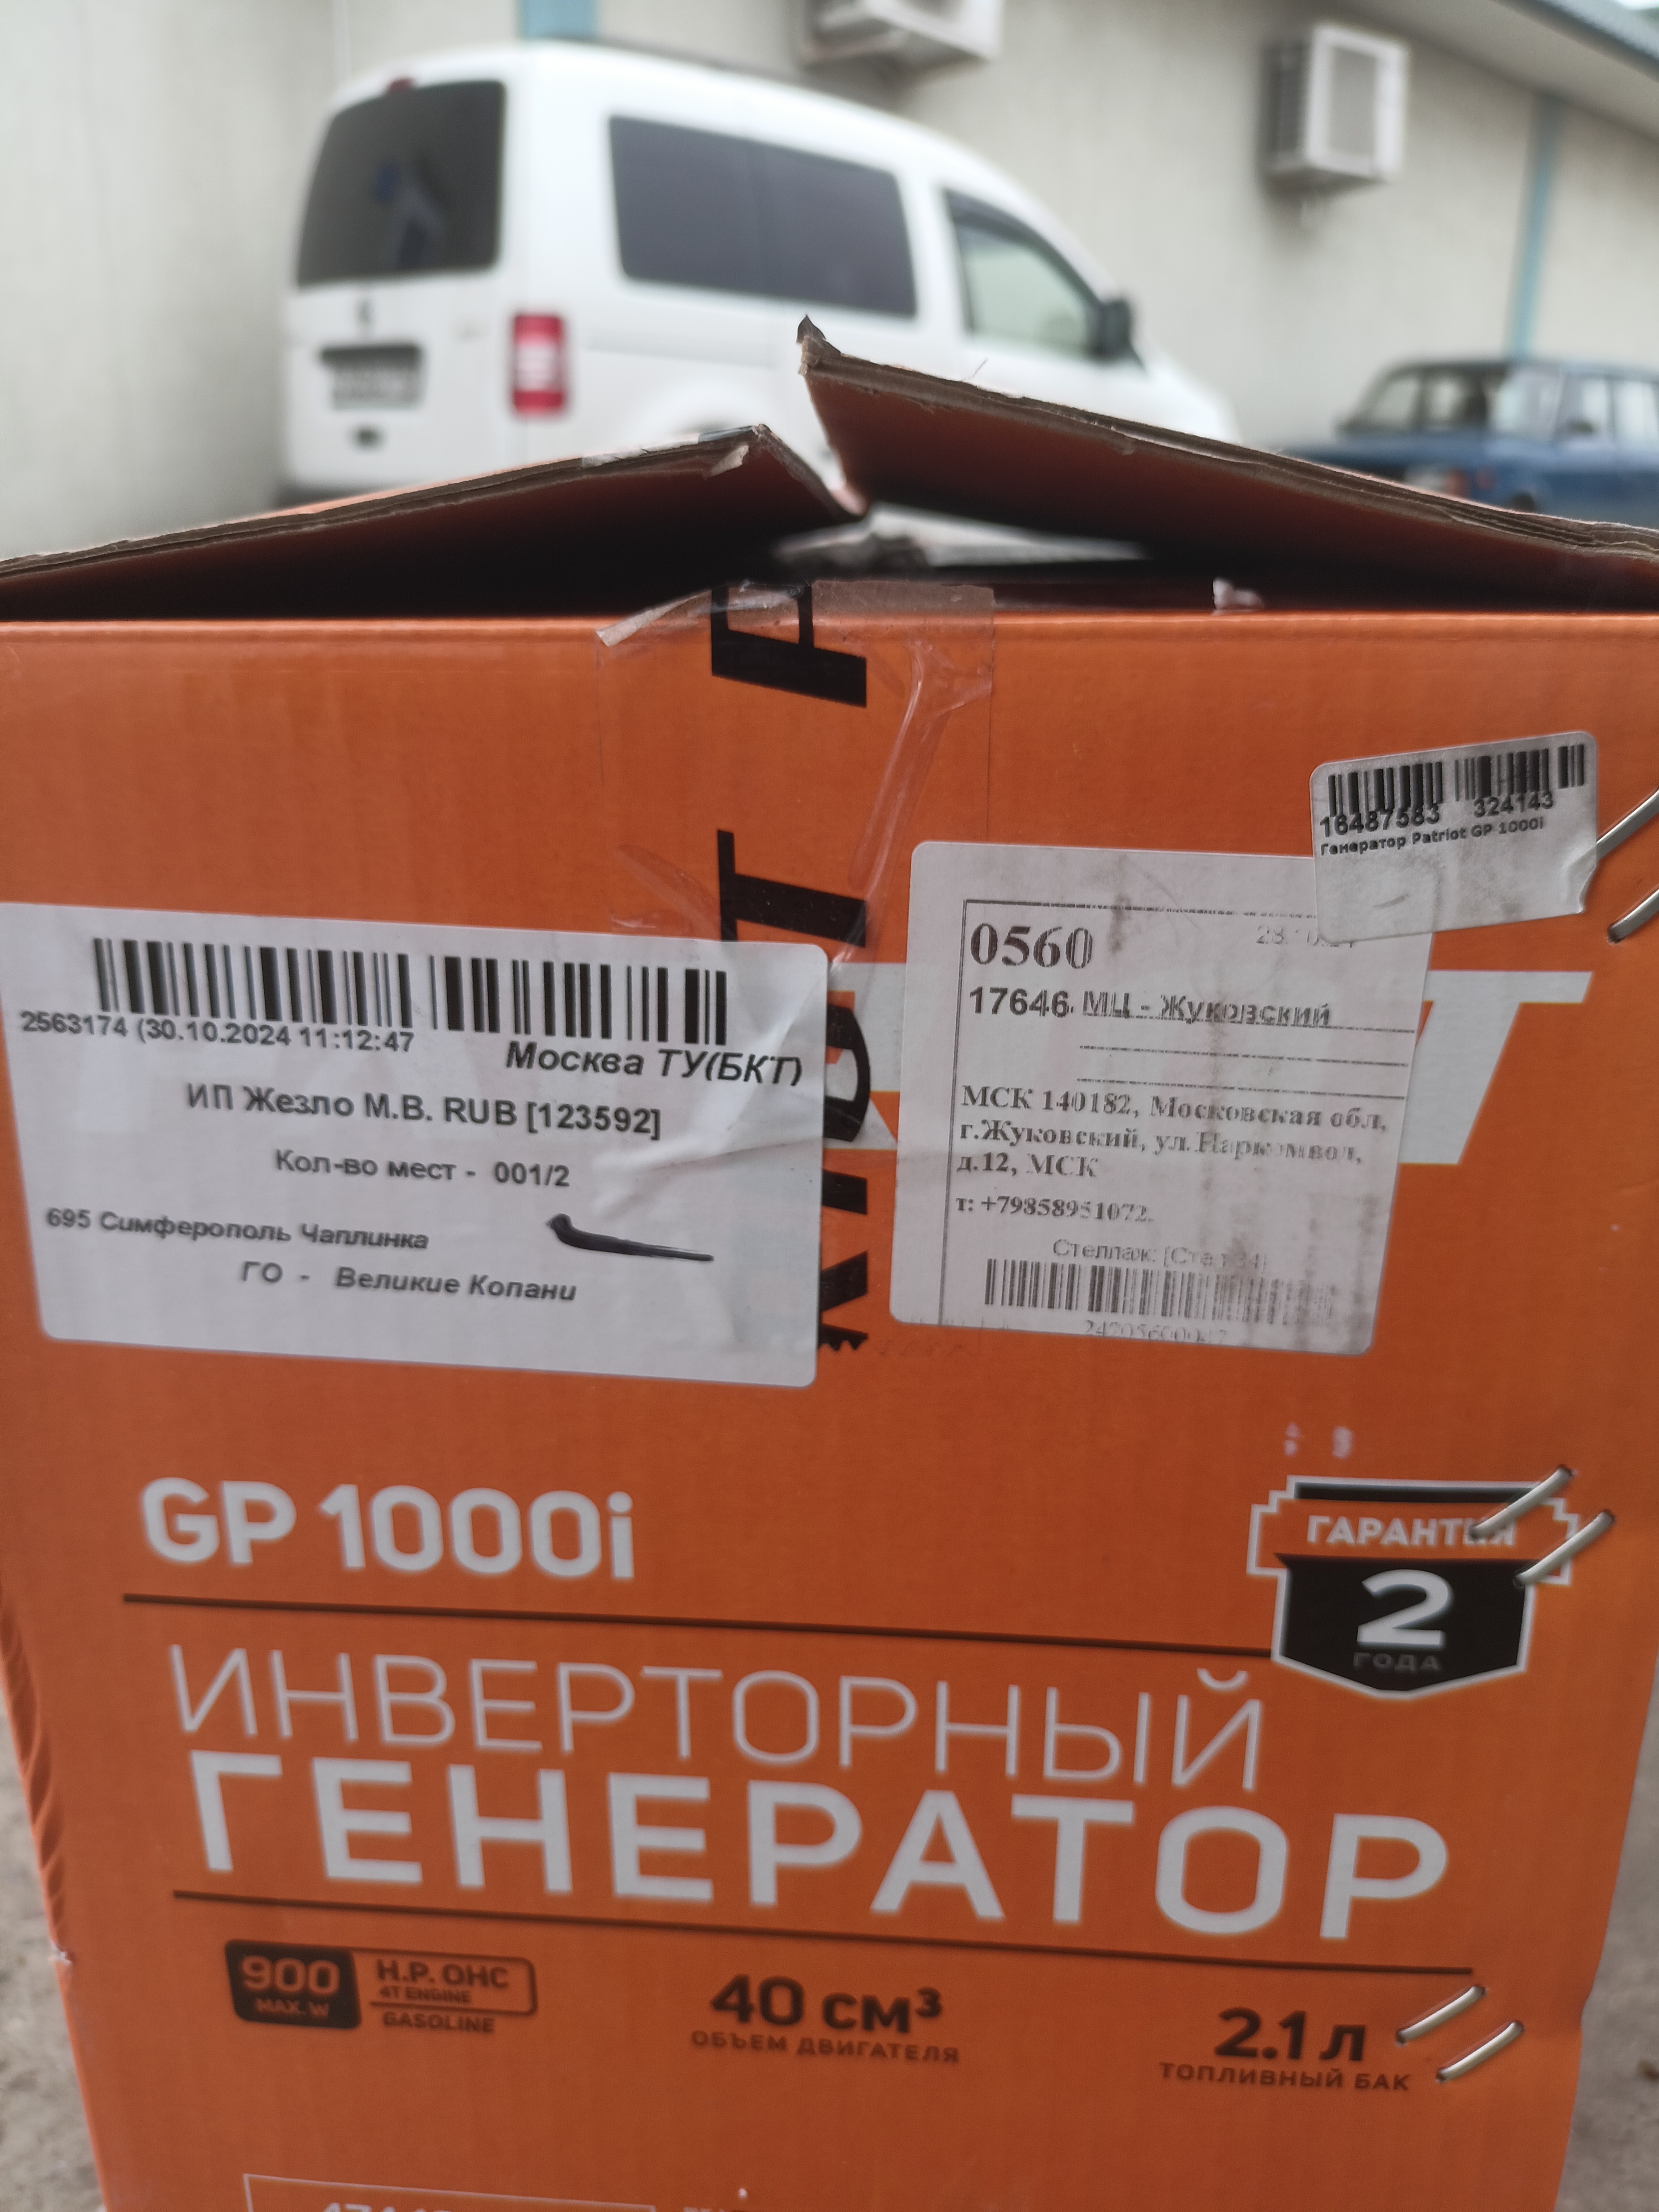 16487583 324143
Генератор Patriot GP 1000i
0560
17646 МЦ - Жуковский
МСК 140182, Московская обл,
г.Жуковский, ул.Наркомвод,
д.12, МСК
т: +79858951072
Стеллаж:
2563174 (30.10.2024 11:12:47
Москва ТУ(БКТ)
ИП Жезло М.В. RUB [123592]
Кол-во мест - 001/2
695 Симферополь Чаплинка
ГО - Великие Копани
GP 1000i
ГАРАНТИЯ
2
ГОДА
ИНВЕРТОРНЫЙ
ГЕНЕРАТОР
900
MAX. W
H.P. OHC
4T ENGINE
GASOLINE
40 см³
ОБЪЕМ ДВИГАТЕЛЯ
2.1 л
ТОПЛИВНЫЙ БАК